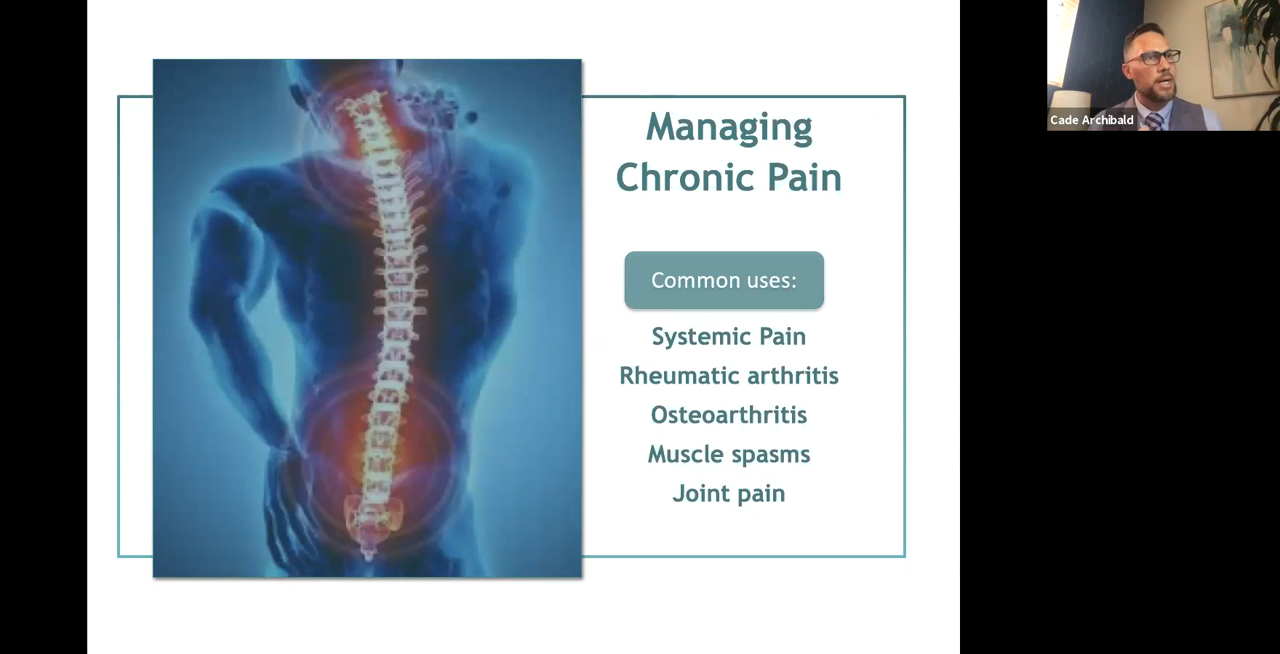 Managing
Chronic Pain
Common uses:
Systemic Pain
Rheumatic arthritis
Osteoarthritis
Muscle spasms
Joint pain
Cade Archibald